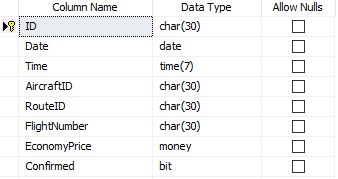 Column Name Data Type Allow Nulls
ID char(30)
Date date
Time time(7)
AircraftID char(30)
RouteID char(30)
FlightNumber char(30)
EconomyPrice money
Confirmed bit